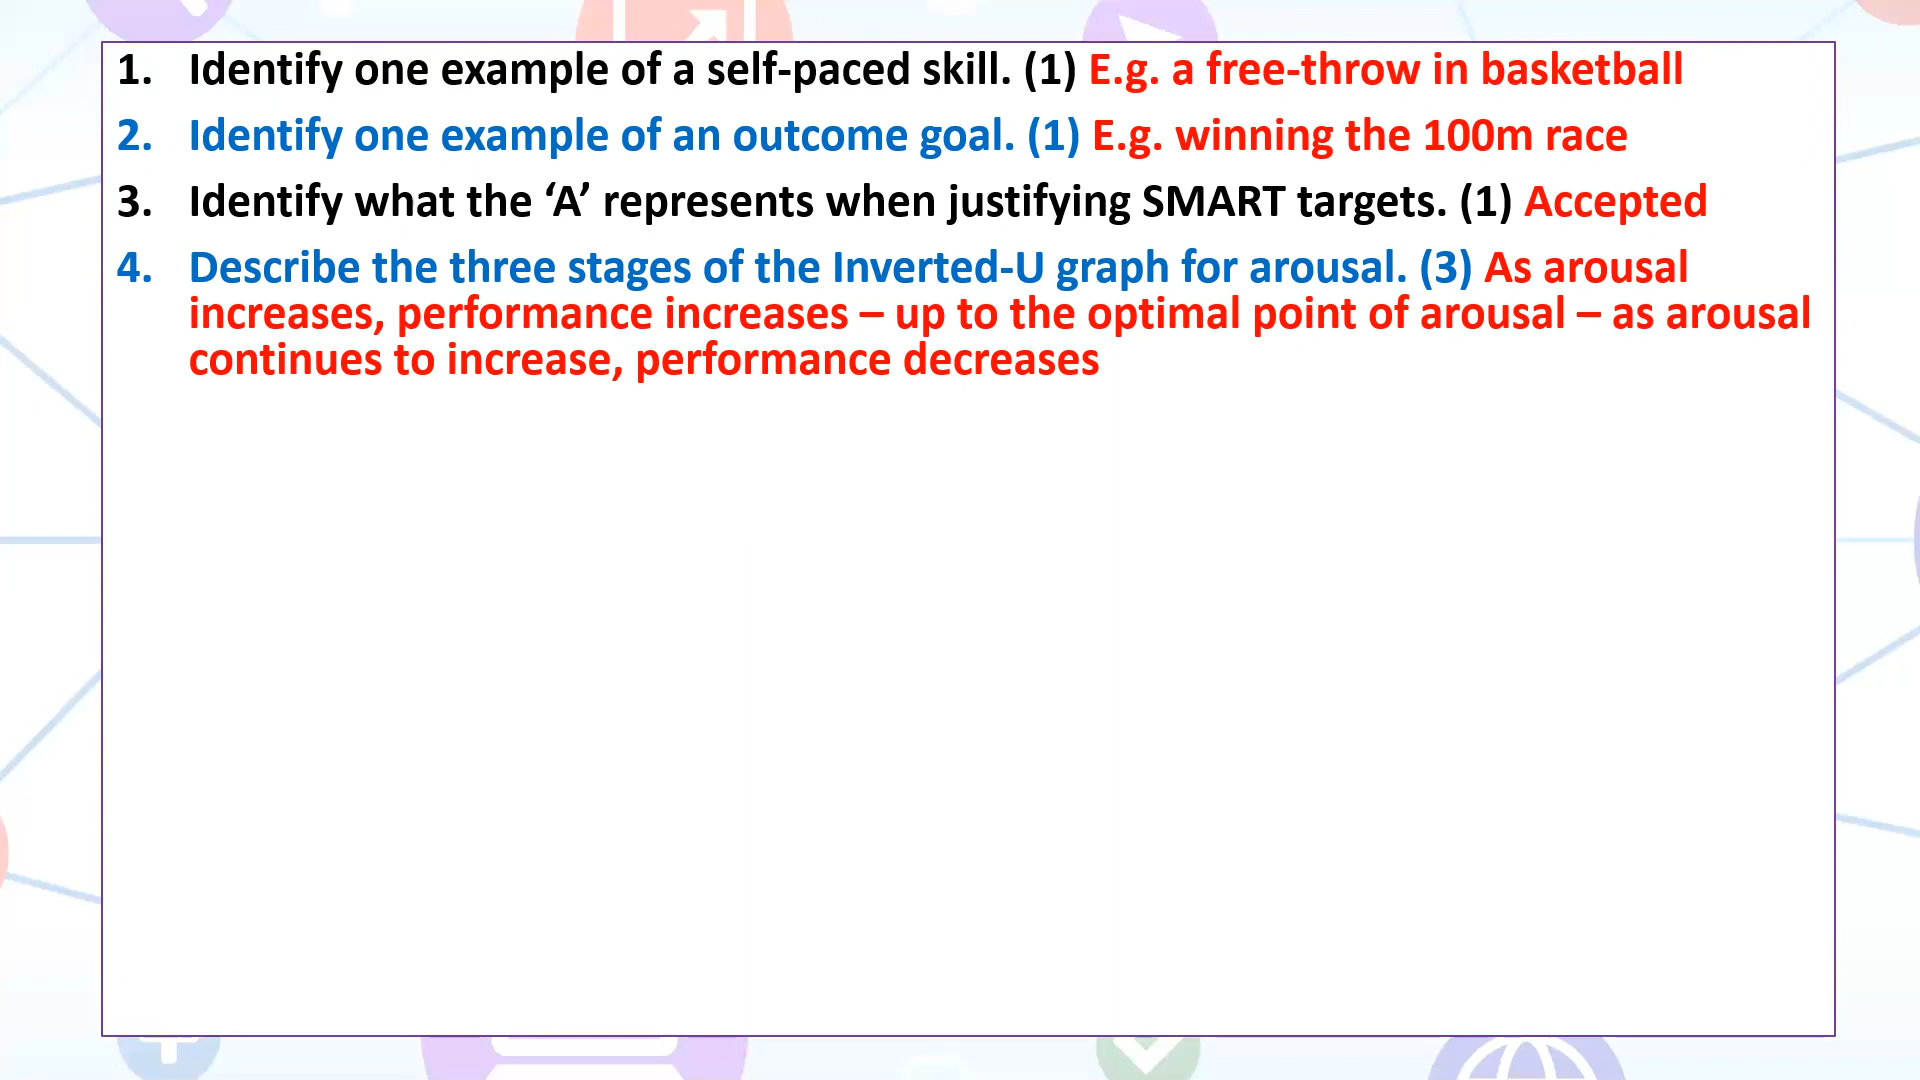 1. Identify one example of a self-paced skill. (1) E.g. a free-throw in basketball
2. Identify one example of an outcome goal. (1) E.g. winning the 100m race
3. Identify what the ‘A’ represents when justifying SMART targets. (1) Accepted
4. Describe the three stages of the Inverted-U graph for arousal. (3) As arousal
increases, performance increases – up to the optimal point of arousal – as arousal
continues to increase, performance decreases